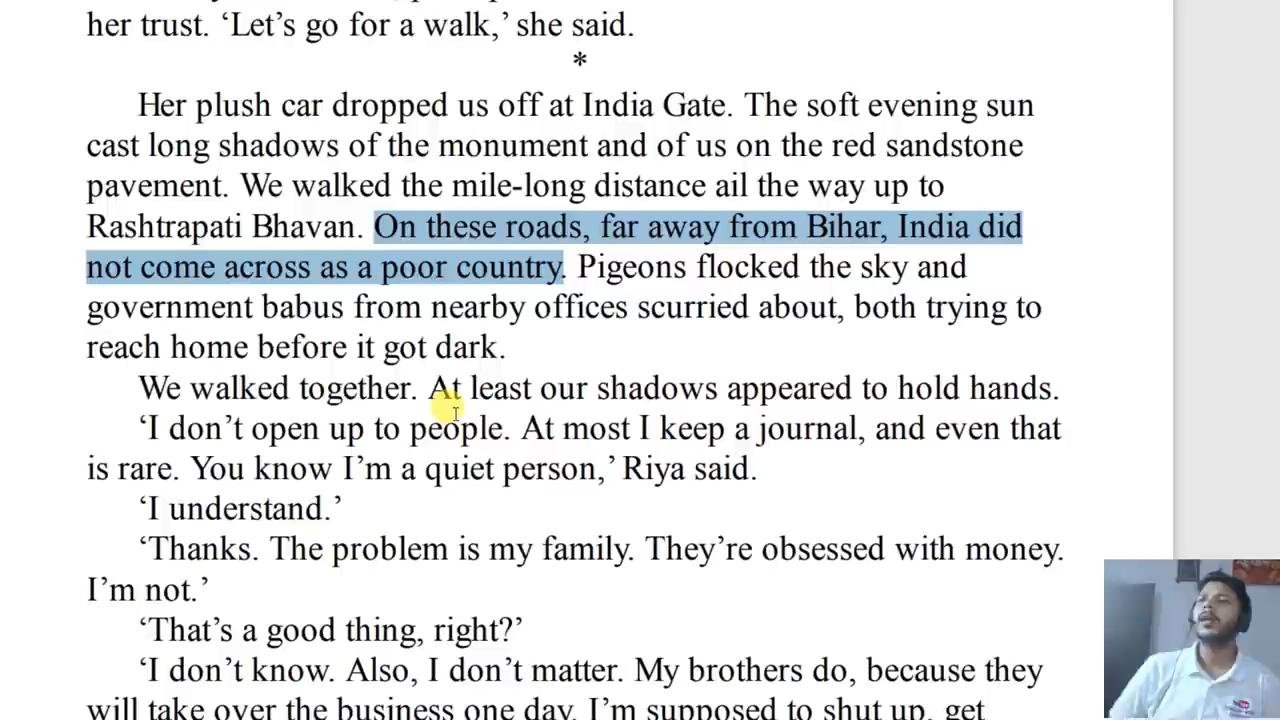 her trust. ‘Let’s go for a walk,’ she said.
*
Her plush car dropped us off at India Gate. The soft evening sun
cast long shadows of the monument and of us on the red sandstone
pavement. We walked the mile-long distance ail the way up to
Rashtrapati Bhavan. On these roads, far away from Bihar, India did
not come across as a poor country. Pigeons flocked the sky and
government babus from nearby offices scurried about, both trying to
reach home before it got dark.
We walked together. At least our shadows appeared to hold hands.
‘I don’t open up to people. At most I keep a journal, and even that
is rare. You know I’m a quiet person,’ Riya said.
‘I understand.’
‘Thanks. The problem is my family. They’re obsessed with money.
I’m not.’
‘That’s a good thing, right?’
‘I don’t know. Also, I don’t matter. My brothers do, because they
will take over the business one day. I’m supposed to shut up, get